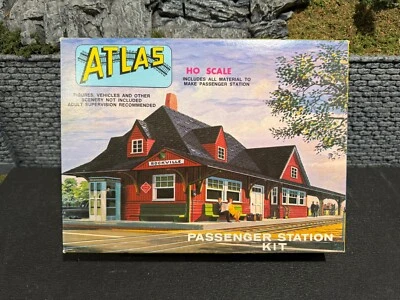 ATLAS
HO SCALE
INCLUDES ALL MATERIAL TO
MAKE PASSENGER STATION
FIGURES, VEHICLES AND OTHER
SCENERY NOT INCLUDED
ADULT SUPERVISION RECOMMENDED
ROCKVILLE
PASSENGER STATION
KIT